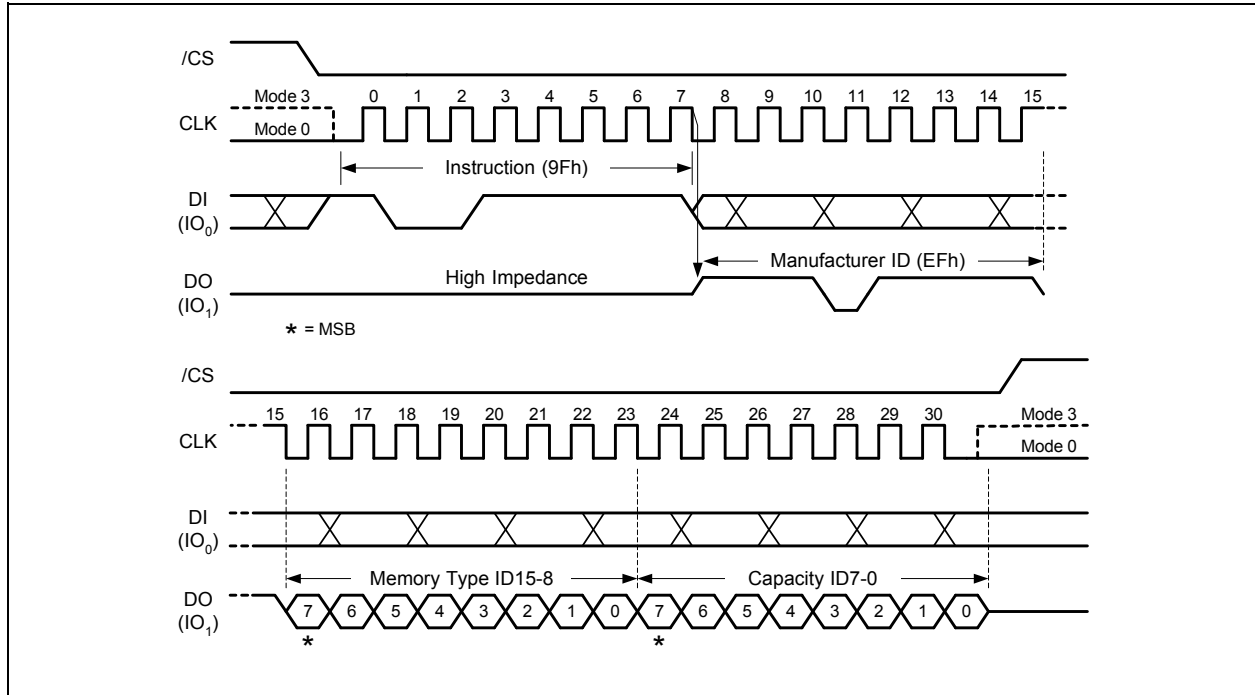 /CS
Mode 3 0 1 2 3 4 5 6 7 8 9 10 11 12 13 14 15
CLK
Mode 0
Instruction (9Fh)
DI
(IO₀)
Manufacturer ID (EFh)
DO
(IO₁)
High Impedance
* = MSB
/CS
15 16 17 18 19 20 21 22 23 24 25 26 27 28 29 30 Mode 3
CLK
Mode 0
DI
(IO₀)
Memory Type ID15-8 Capacity ID7-0
DO
(IO₁)
7 6 5 4 3 2 1 0 7 6 5 4 3 2 1 0
* *